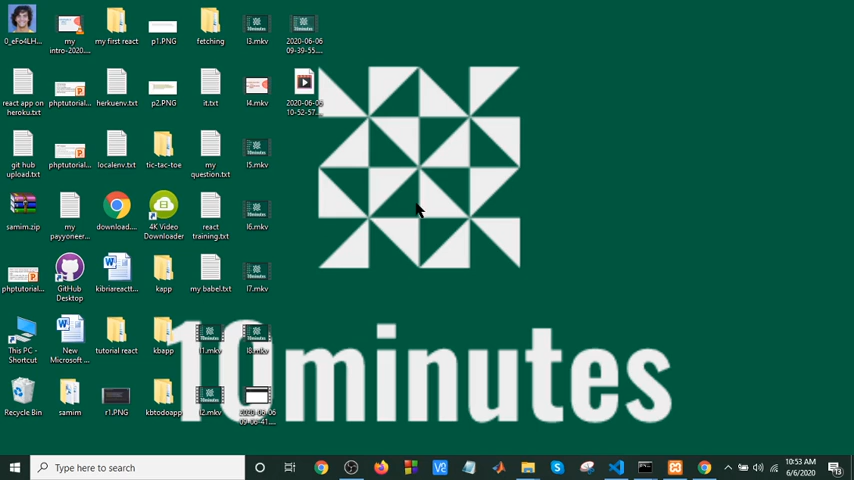 0_eFo4LH...
my
intro-2020....
my first react
p1.PNG
fetching
l3.mkv
2020-06-06
09-39-55....
react app on
heroku.txt
phptutorial...
herkuenv.txt
p2.PNG
it.txt
l4.mkv
2020-06-06
10-52-57....
git hub
upload.txt
phptutorial...
localenv.txt
tic-tac-toe
my
question.txt
l5.mkv
samim.zip
my
payyoneer...
download....
4K Video
Downloader
react
training.txt
l6.mkv
phptutorial...
GitHub
Desktop
kibriareactt...
kapp
my babel.txt
l7.mkv
This PC -
Shortcut
New
Microsoft ...
tutorial react
kbapp
l1.mkv
l8.mkv
Recycle Bin
samim
r1.PNG
kbtodoapp
l2.mkv
2020-06-06
09-06-41....
10minutes
Type here to search
10:53 AM
6/6/2020
13